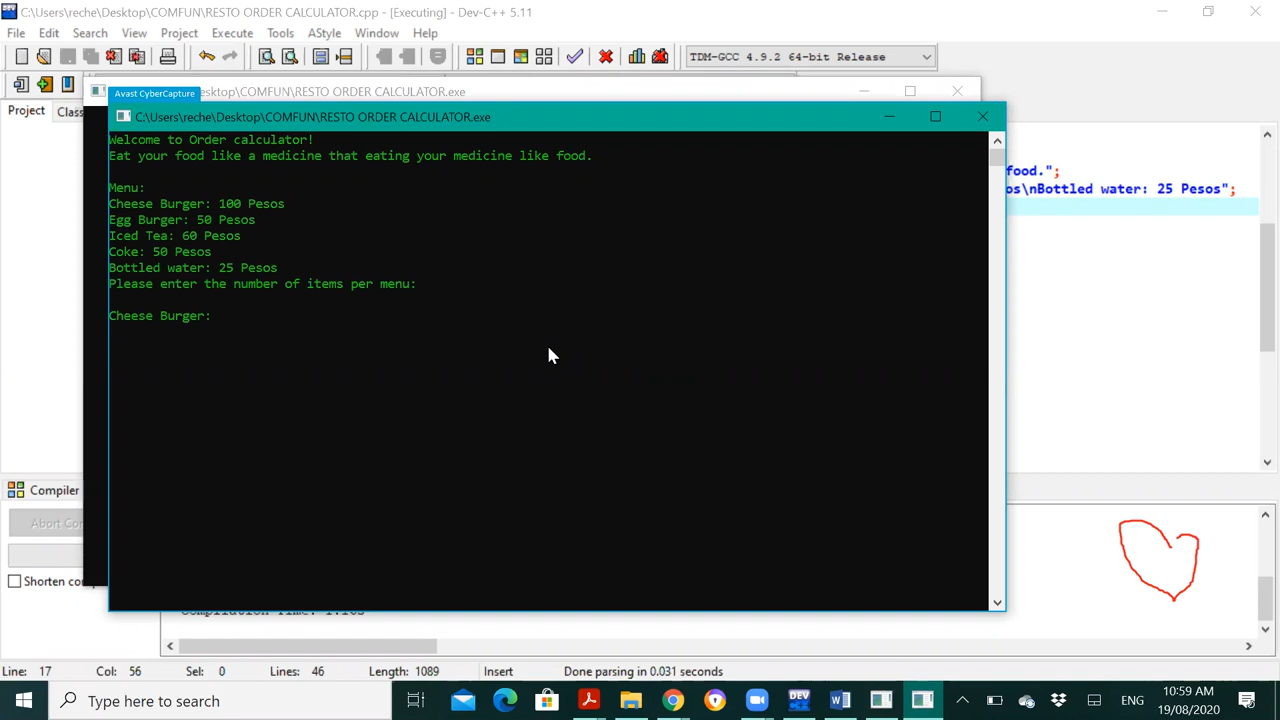 C:\Users\reche\Desktop\COMFUN\RESTO ORDER CALCULATOR.cpp - [Executing] - Dev-C++ 5.11
File Edit Search View Project Execute Tools AStyle Window Help
TDM-GCC 4.9.2 64-bit Release
Project Class
esktop\COMFUN\RESTO ORDER CALCULATOR.exe
Avast CyberCapture
C:\Users\reche\Desktop\COMFUN\RESTO ORDER CALCULATOR.exe
Welcome to Order calculator!
Eat your food like a medicine that eating your medicine like food.
Menu:
Cheese Burger: 100 Pesos
Egg Burger: 50 Pesos
Iced Tea: 60 Pesos
Coke: 50 Pesos
Bottled water: 25 Pesos
Please enter the number of items per menu:
Cheese Burger:
food.";
os\nBottled water: 25 Pesos";
Compiler
Abort Com
Shorten com
Line: 17 Col: 56 Sel: 0 Lines: 46 Length: 1089 Insert Done parsing in 0.031 seconds
Type here to search
DEV
ENG
10:59 AM
19/08/2020